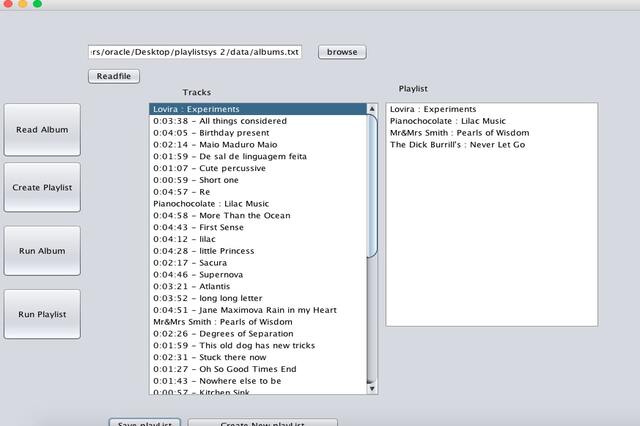 :rs/oracle/Desktop/playlistsys 2/data/albums.txt
browse
Readfile
Tracks
Playlist
Read Album
Create Playlist
Run Album
Run Playlist
Lovira : Experiments
0:03:38 - All things considered
0:04:05 - Birthday present
0:02:14 - Maio Maduro Maio
0:01:59 - De sal de linguagem feita
0:01:07 - Cute percussive
0:00:59 - Short one
0:04:57 - Re
Pianochocolate : Lilac Music
0:04:58 - More Than the Ocean
0:04:43 - First Sense
0:04:12 - lilac
0:04:28 - little Princess
0:02:17 - Sacura
0:04:46 - Supernova
0:03:21 - Atlantis
0:03:52 - long long letter
0:04:51 - Jane Maximova Rain in my Heart
Mr&Mrs Smith : Pearls of Wisdom
0:02:26 - Degrees of Separation
0:01:59 - This old dog has new tricks
0:02:31 - Stuck there now
0:01:27 - Oh So Good Times End
0:01:43 - Nowhere else to be
0:00:57 - Kitchen Sink
Lovira : Experiments
Pianochocolate : Lilac Music
Mr&Mrs Smith : Pearls of Wisdom
The Dick Burrill's : Never Let Go
Save playList
Create New playList